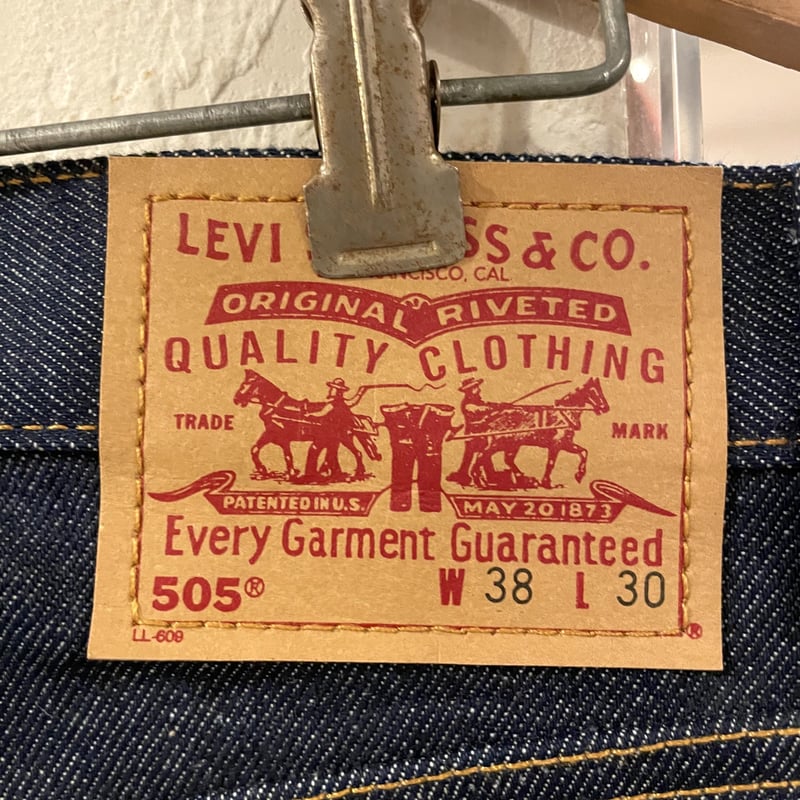 LEVI SS & CO.
ANCISCO, CAL
ORIGINAL RIVETED
QUALITY CLOTHING
TRADE MARK
PATENTED IN U.S. MAY 20 1873
Every Garment Guaranteed
505® W 38 L 30
LL-609 ®